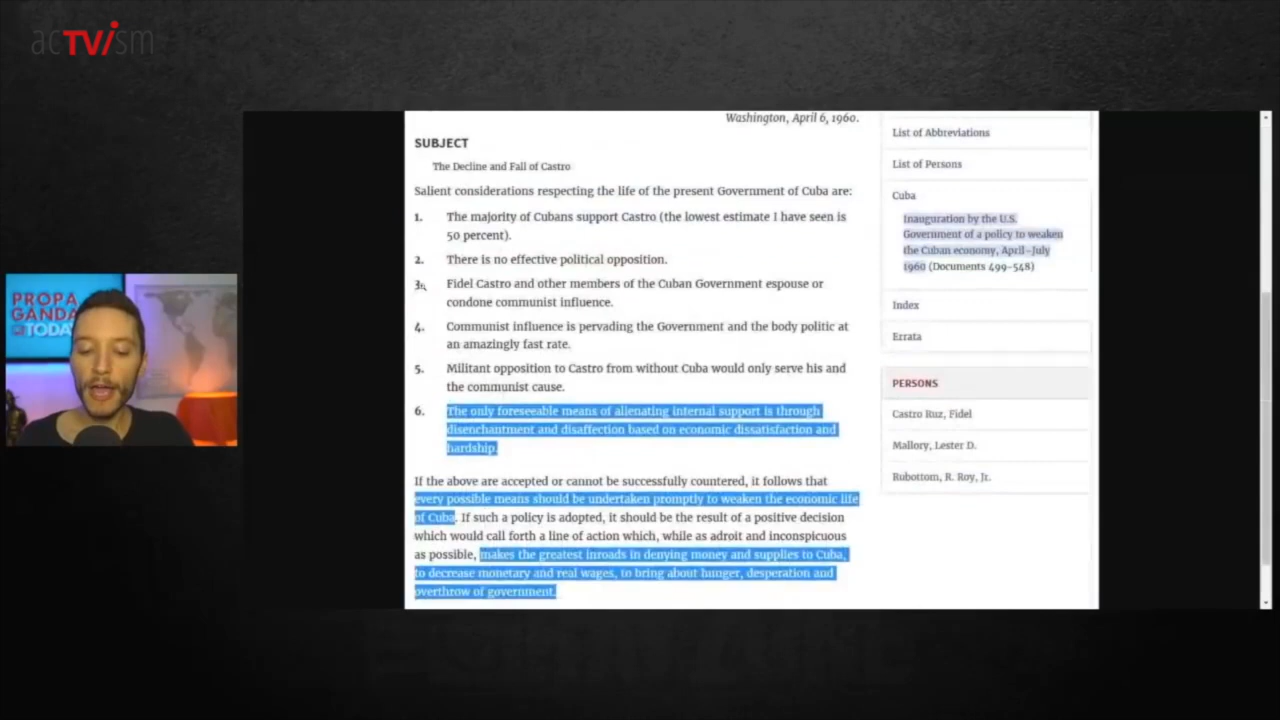 acTVism
Washington, April 6, 1960.
SUBJECT
The Decline and Fall of Castro
Salient considerations respecting the life of the present Government of Cuba are:
1. The majority of Cubans support Castro (the lowest estimate I have seen is
50 percent).
2. There is no effective political opposition.
3. Fidel Castro and other members of the Cuban Government espouse or
condone communist influence.
4. Communist influence is pervading the Government and the body politic at
an amazingly fast rate.
5. Militant opposition to Castro from without Cuba would only serve his and
the communist cause.
6. The only foreseeable means of alienating internal support is through
disenchantment and disaffection based on economic dissatisfaction and
hardship.
If the above are accepted or cannot be successfully countered, it follows that
every possible means should be undertaken promptly to weaken the economic life
of Cuba. If such a policy is adopted, it should be the result of a positive decision
which would call forth a line of action which, while as adroit and inconspicuous
as possible, makes the greatest inroads in denying money and supplies to Cuba,
to decrease monetary and real wages, to bring about hunger, desperation and
overthrow of government.
List of Abbreviations
List of Persons
Cuba
Inauguration by the U.S.
Government of a policy to weaken
the Cuban economy, April–July
1960 (Documents 499–548)
Index
Errata
PERSONS
Castro Ruz, Fidel
Mallory, Lester D.
Rubottom, R. Roy, Jr.
PROPA
GANDA
TODAY